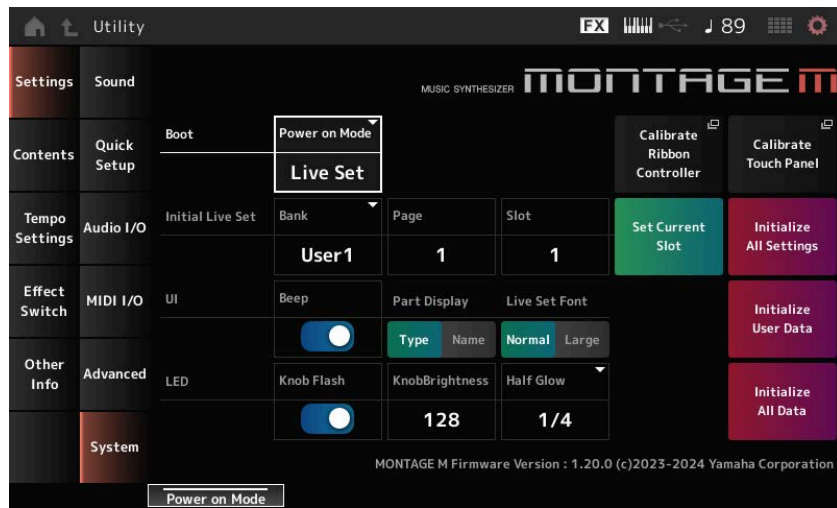 Utility
FX
♩ 89
Settings
Sound
MUSIC SYNTHESIZER MONTAGE M
Contents
Quick
Setup
Boot
Power on Mode
Live Set
Calibrate
Ribbon
Controller
Calibrate
Touch Panel
Tempo
Settings
Audio I/O
Initial Live Set
Bank
User1
Page
1
Slot
1
Set Current
Slot
Initialize
All Settings
Effect
Switch
MIDI I/O
UI
Beep
Part Display
Type Name
Live Set Font
Normal Large
Initialize
User Data
Other
Info
Advanced
LED
Knob Flash
KnobBrightness
128
Half Glow
1/4
Initialize
All Data
System
MONTAGE M Firmware Version : 1.20.0 (c)2023-2024 Yamaha Corporation
Power on Mode